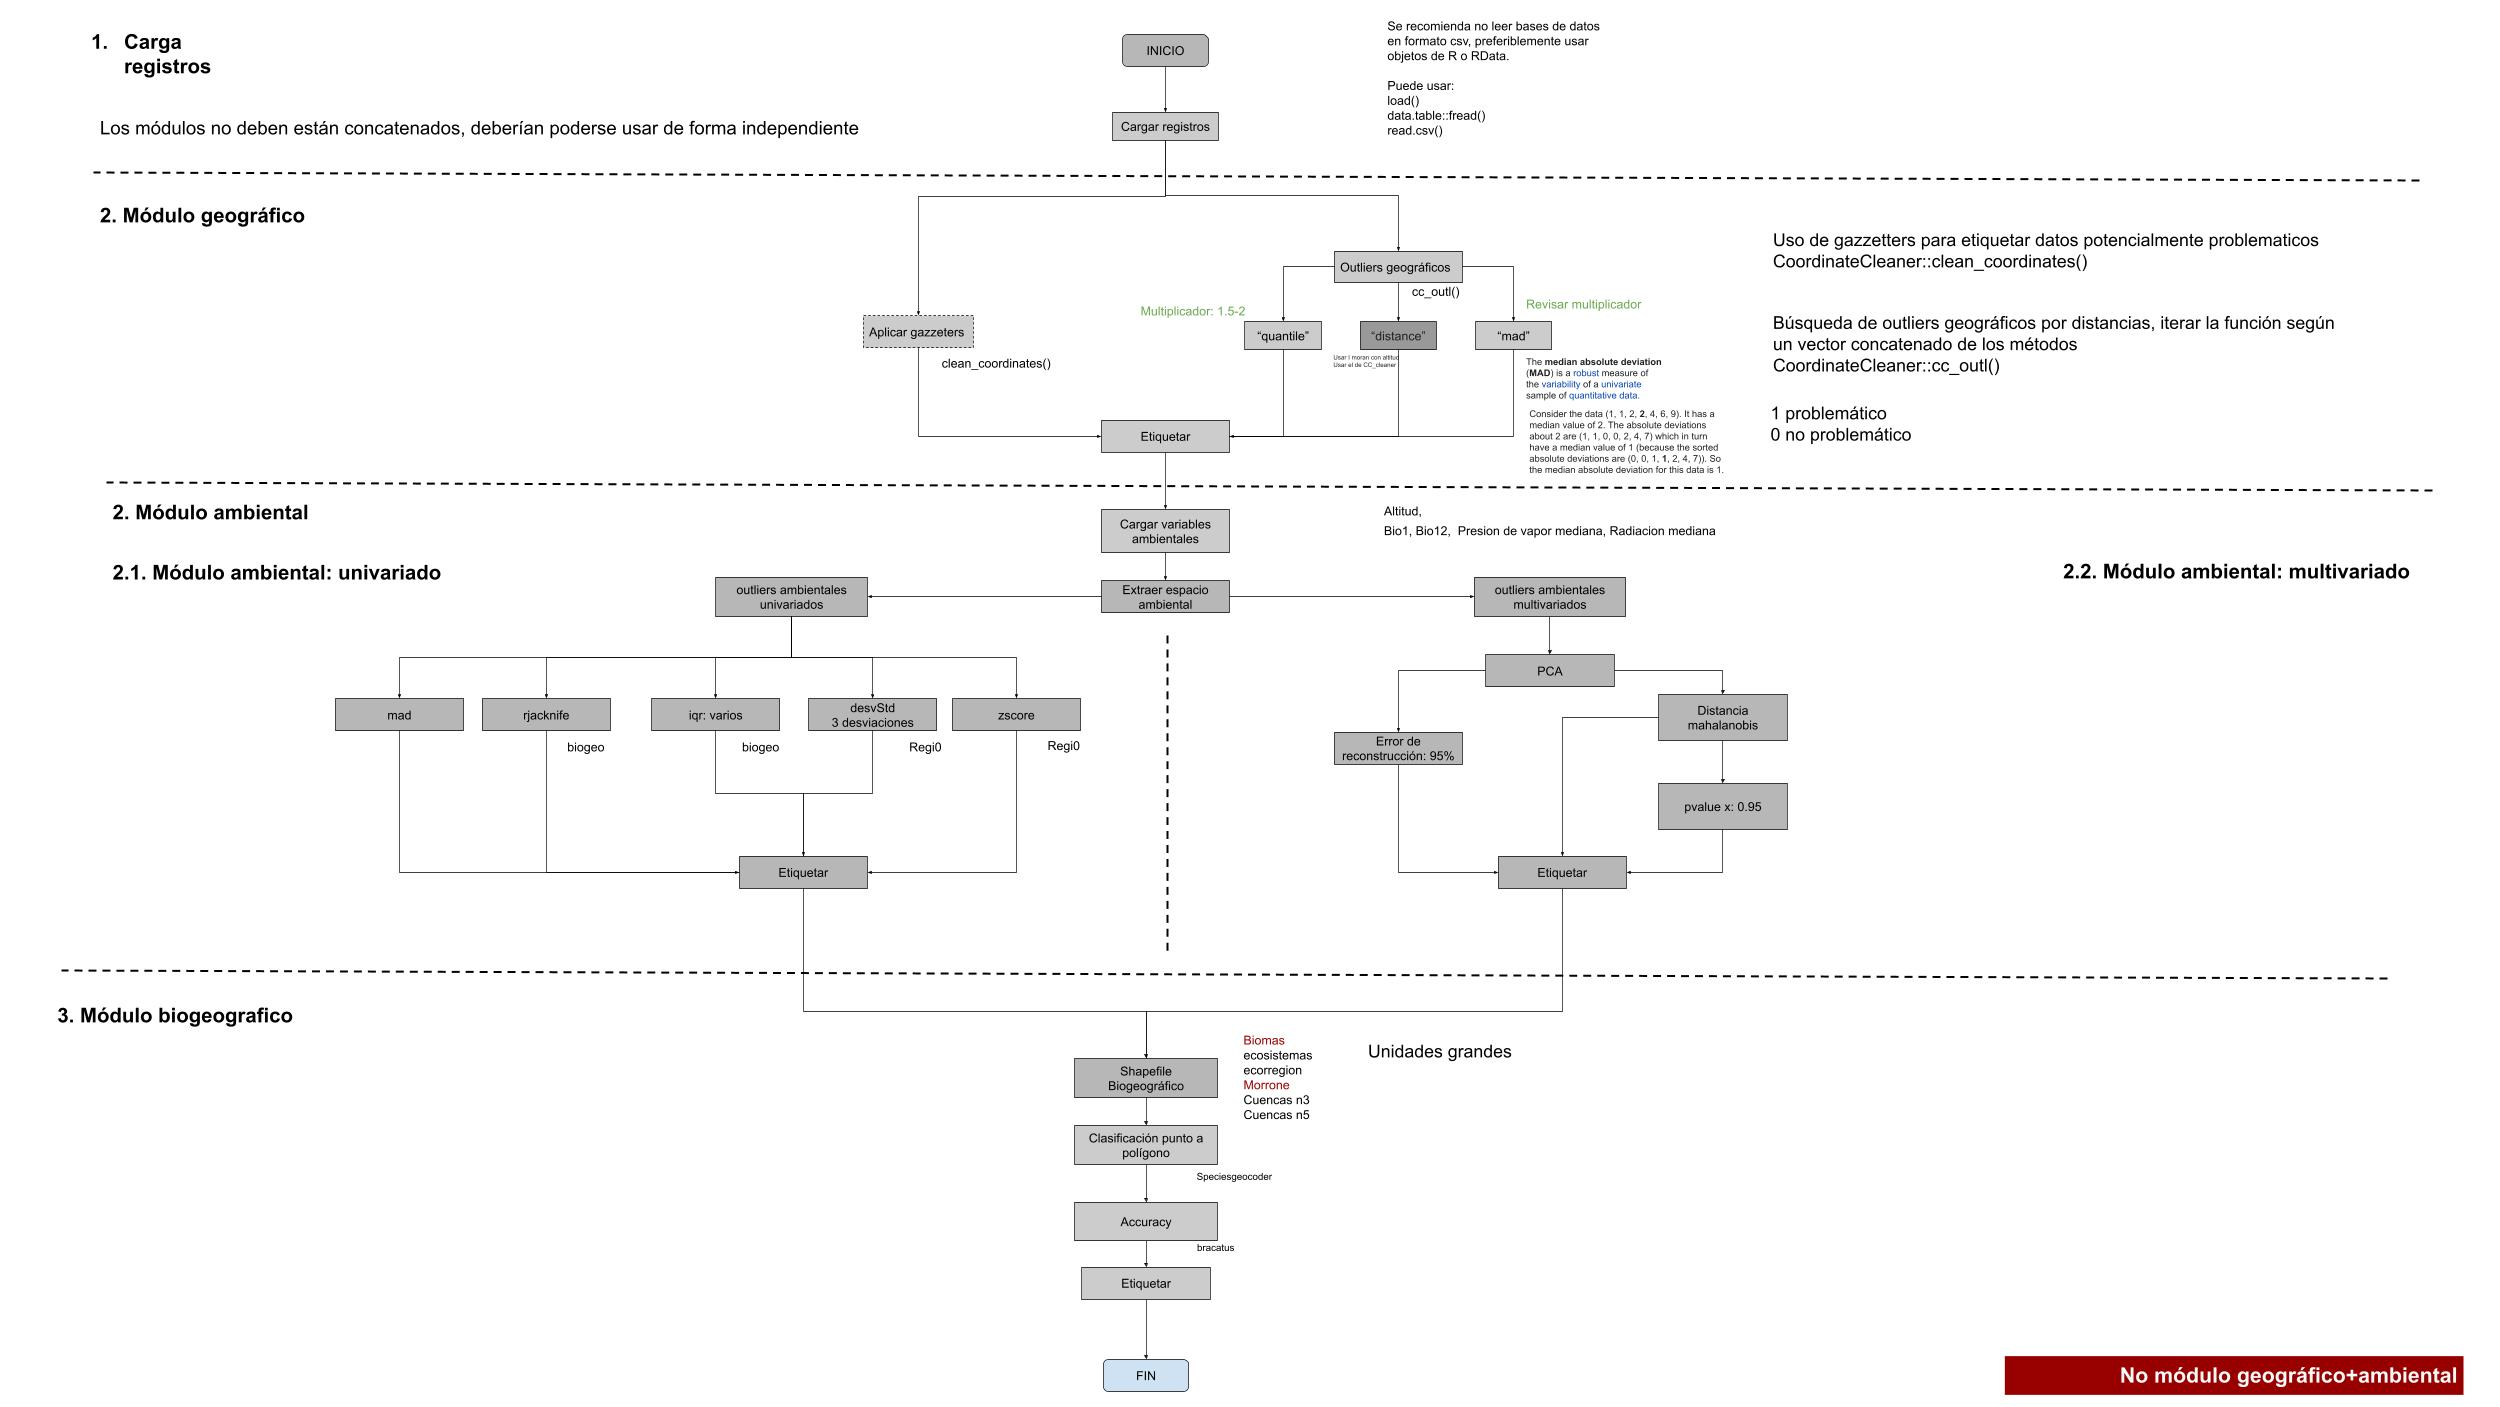 1. Carga
registros
INICIO
Se recomienda no leer bases de datos
en formato csv, preferiblemente usar
objetos de R o RData.
Puede usar:
load()
data.table::fread()
read.csv()
Los módulos no deben están concatenados, deberían poderse usar de forma independiente
Cargar registros
2. Módulo geográfico
Outliers geográficos
cc_outl()
Uso de gazzetters para etiquetar datos potencialmente problematicos
CoordinateCleaner::clean_coordinates()
Multiplicador: 1.5-2
Revisar multiplicador
Aplicar gazzeters
clean_coordinates()
“quantile”
“distance”
“mad”
Usar I moran con altitud
Usar el de CC_cleaner
Búsqueda de outliers geográficos por distancias, iterar la función según
un vector concatenado de los métodos
CoordinateCleaner::cc_outl()
The median absolute deviation
(MAD) is a robust measure of
the variability of a univariate
sample of quantitative data.
Consider the data (1, 1, 2, 2, 4, 6, 9). It has a
median value of 2. The absolute deviations
about 2 are (1, 1, 0, 0, 2, 4, 7) which in turn
have a median value of 1 (because the sorted
absolute deviations are (0, 0, 1, 1, 2, 4, 7)). So
the median absolute deviation for this data is 1.
1 problemático
0 no problemático
Etiquetar
2. Módulo ambiental
Cargar variables
ambientales
Altitud,
Bio1, Bio12,  Presion de vapor mediana, Radiacion mediana
2.1. Módulo ambiental: univariado
2.2. Módulo ambiental: multivariado
outliers ambientales
univariados
Extraer espacio
ambiental
outliers ambientales
multivariados
PCA
mad
rjacknife
biogeo
iqr: varios
biogeo
desvStd
3 desviaciones
Regi0
zscore
Regi0
Distancia
mahalanobis
Error de
reconstrucción: 95%
pvalue x: 0.95
Etiquetar
Etiquetar
3. Módulo biogeografico
Shapefile
Biogeográfico
Biomas
ecosistemas
ecorregion
Morrone
Cuencas n3
Cuencas n5
Unidades grandes
Clasificación punto a
polígono
Speciesgeocoder
Accuracy
bracatus
Etiquetar
FIN
No módulo geográfico+ambiental